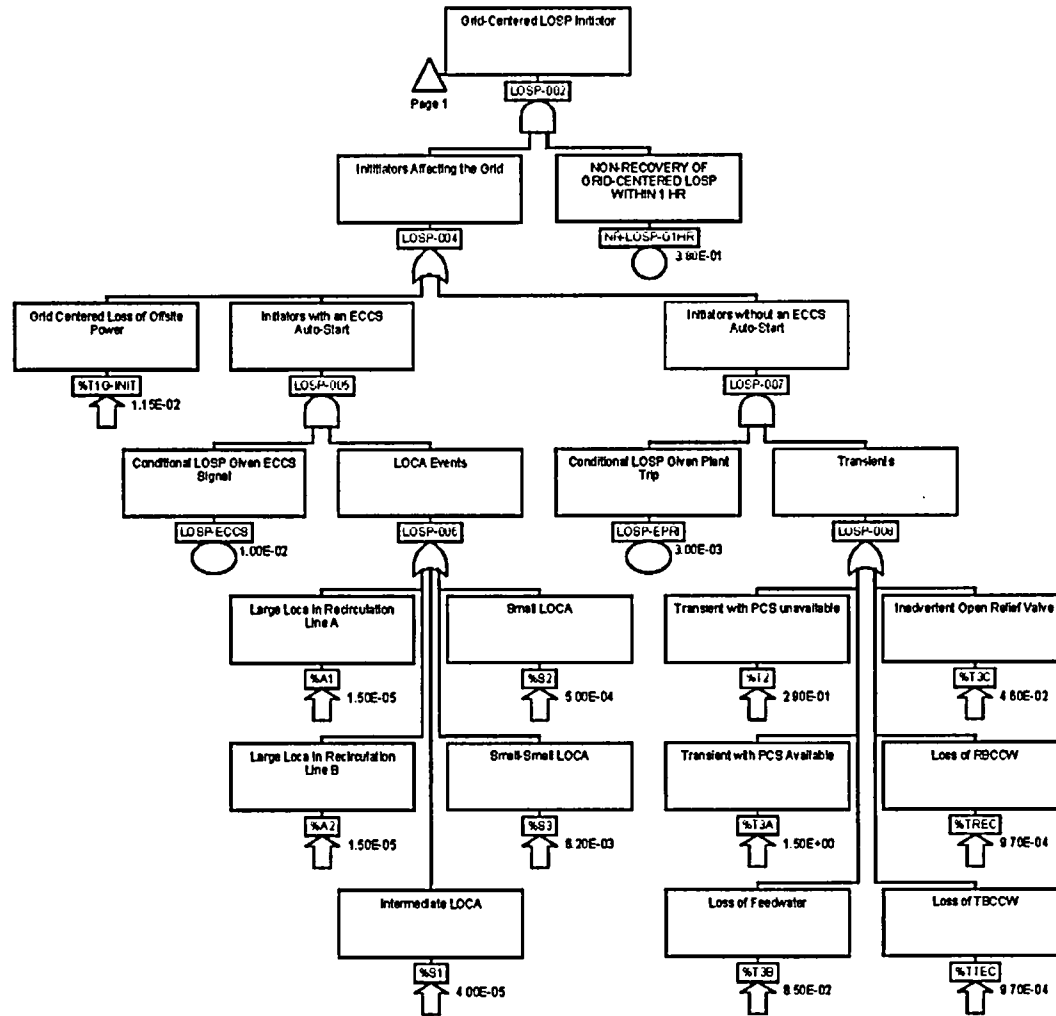 Grid-Centered LOSP Initiator
Page 1
LOSP-002
Inititiators Affecting the Grid
LOSP-004
NON-RECOVERY OF
GRID-CENTERED LOSP
WITHIN 1 HR
NR-LOSP-G1HR
3.80E-01
Grid Centered Loss of Offsite
Power
%T1G-INIT
1.15E-02
Initiators with an ECCS
Auto-Start
LOSP-005
Initiators without an ECCS
Auto-Start
LOSP-007
Conditional LOSP Given ECCS
Signal
LOSP-ECCS
1.00E-02
LOCA Events
LOSP-006
Conditional LOSP Given Plant
Trip
LOSP-EPRI
3.00E-03
Transients
LOSP-008
Large Loca in Recirculation
Line A
%A1
1.50E-05
Small LOCA
%S2
5.00E-04
Transient with PCS unavailable
%T2
2.90E-01
Inadvertent Open Relief Valve
%T3C
4.60E-02
Large Loca in Recirculation
Line B
%A2
1.50E-05
Small-Small LOCA
%S3
Transient with PCS Available
%T3A
1.50E+00
Loss of RBCCW
%TREC
9.70E-04
Intermediate LOCA
%S1
4.00E-05
Loss of Feedwater
%T3B
8.50E-02
Loss of TBCCW
9.70E-04